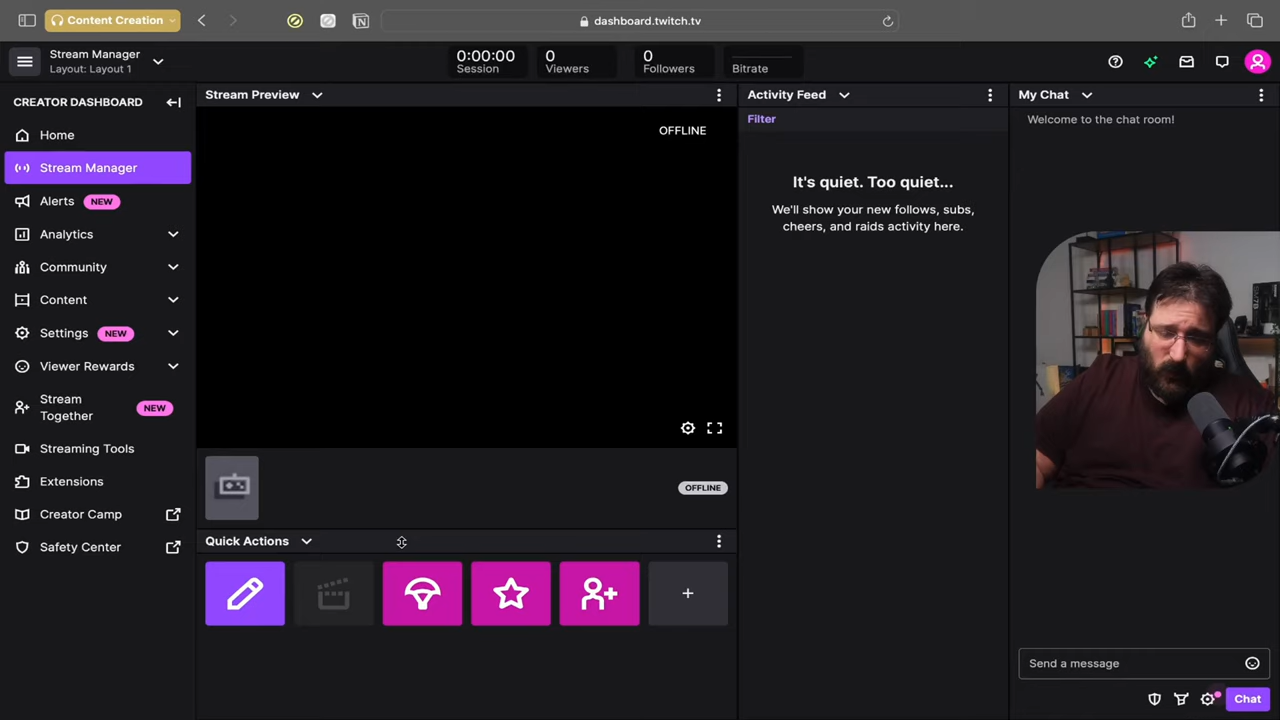 Content Creation
dashboard.twitch.tv
Stream Manager
Layout: Layout 1
0:00:00
Session
0
Viewers
0
Followers
Bitrate
CREATOR DASHBOARD
Home
Stream Manager
Alerts NEW
Analytics
Community
Content
Settings NEW
Viewer Rewards
Stream
Together
NEW
Streaming Tools
Extensions
Creator Camp
Safety Center
Stream Preview
OFFLINE
OFFLINE
Quick Actions
Activity Feed
Filter
It's quiet. Too quiet...
We'll show your new follows, subs,
cheers, and raids activity here.
My Chat
Welcome to the chat room!
Send a message
Chat